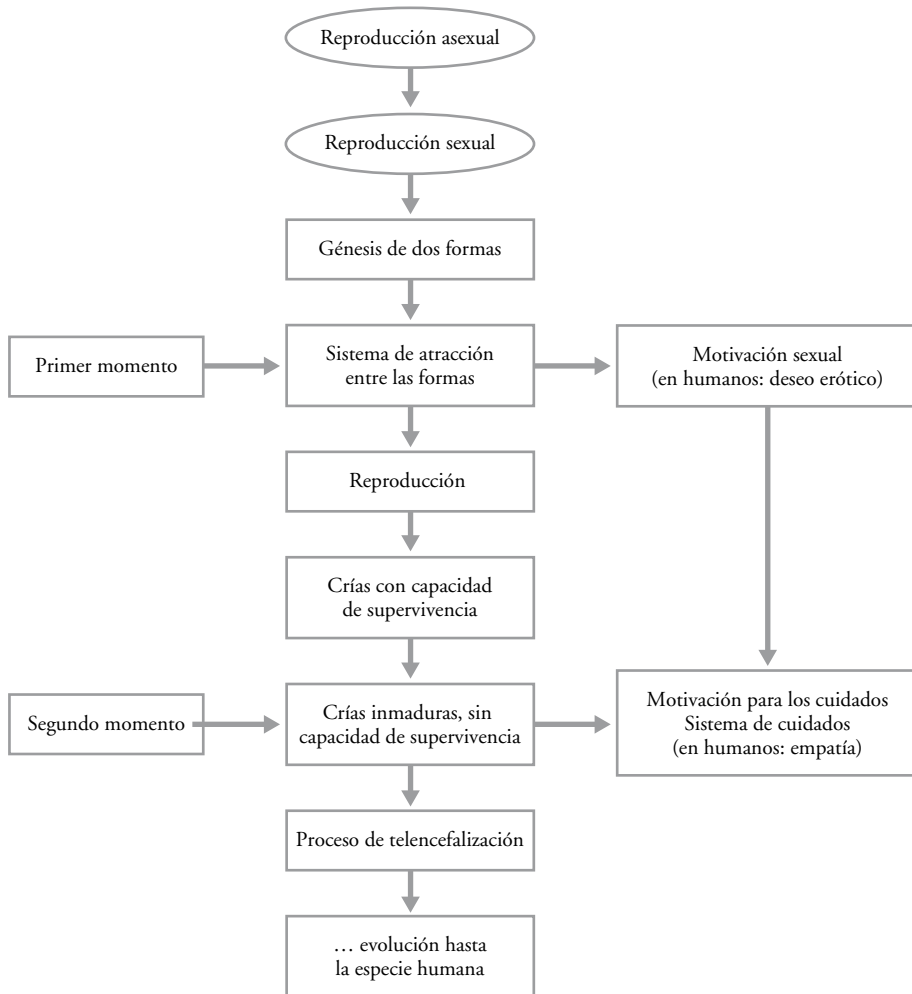 Reproducción asexual
Reproducción sexual
Génesis de dos formas
Primer momento
Sistema de atracción
entre las formas
Motivación sexual
(en humanos: deseo erótico)
Reproducción
Crías con capacidad
de supervivencia
Segundo momento
Crías inmaduras, sin
capacidad de supervivencia
Motivación para los cuidados
Sistema de cuidados
(en humanos: empatía)
Proceso de telencefalización
… evolución hasta
la especie humana